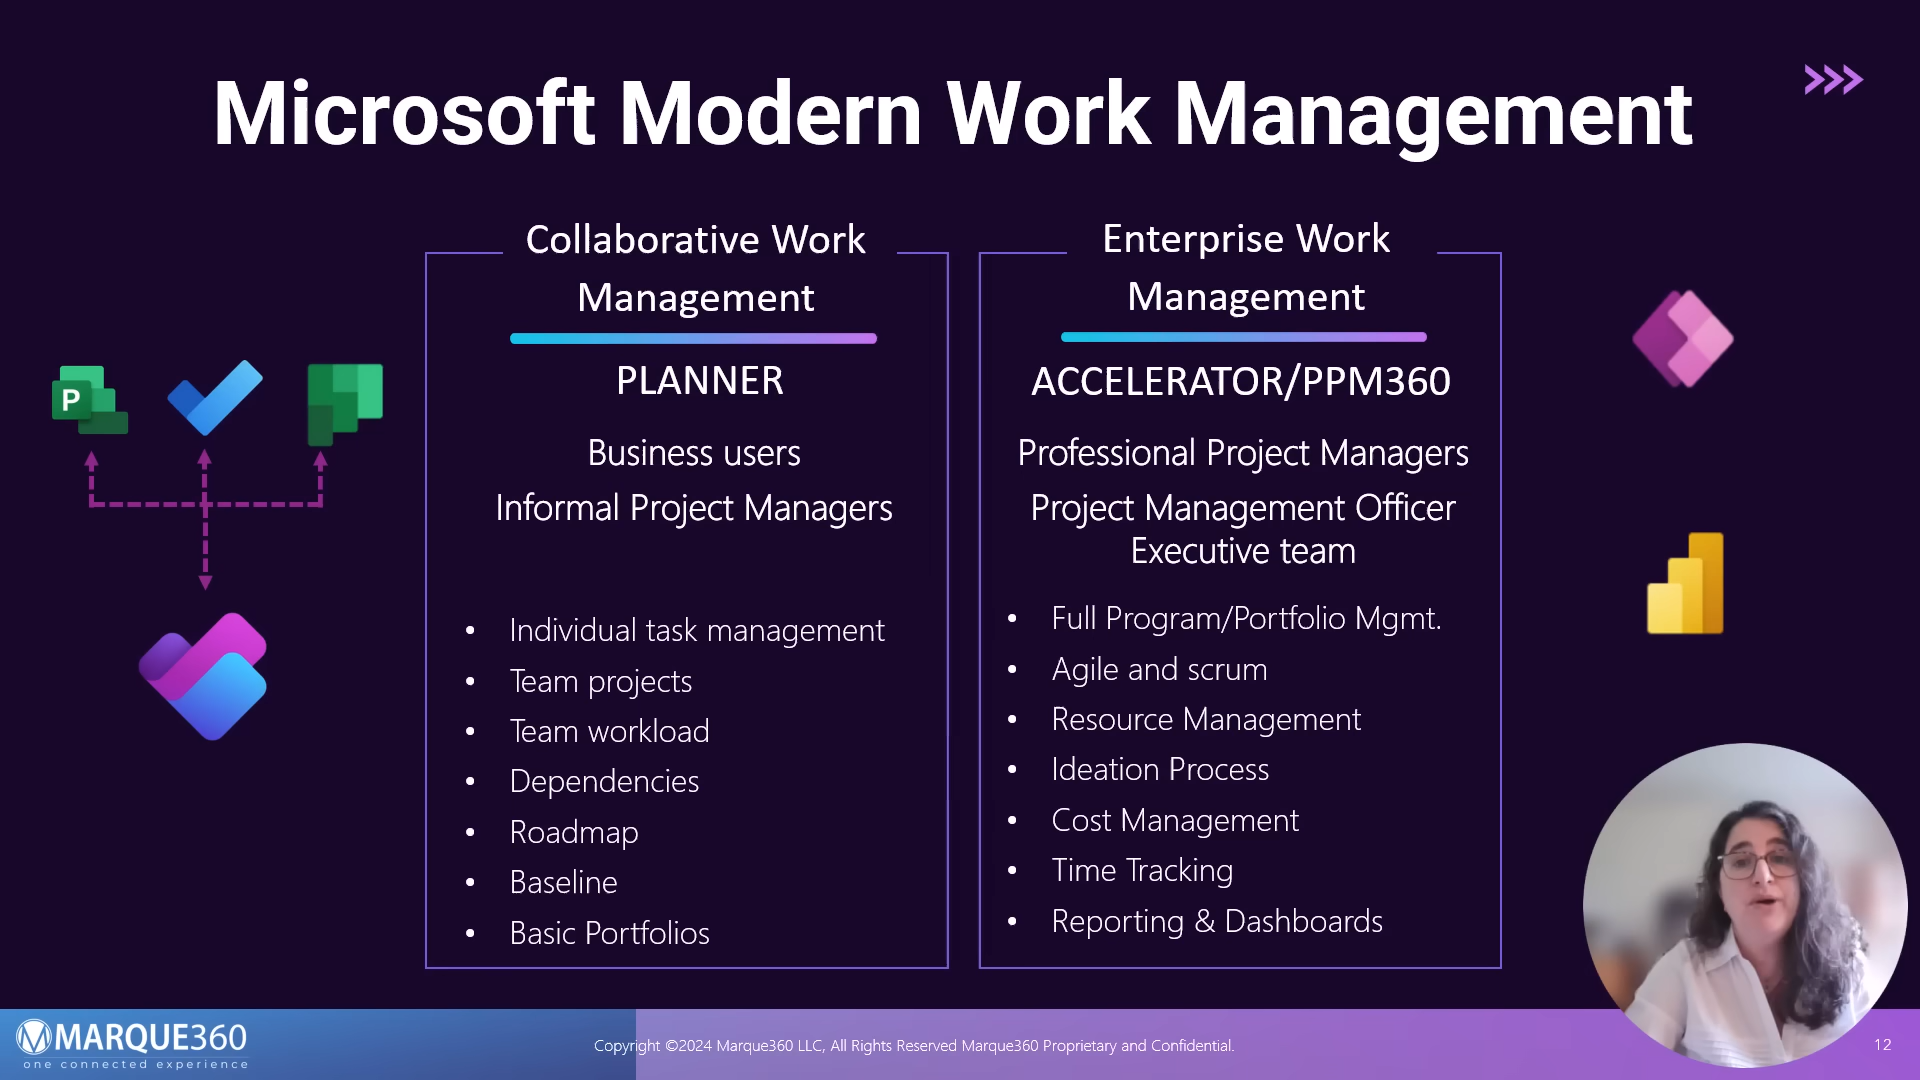 Microsoft Modern Work Management
Collaborative Work
Management
PLANNER
Business users
Informal Project Managers
• Individual task management
• Team projects
• Team workload
• Dependencies
• Roadmap
• Baseline
• Basic Portfolios
Enterprise Work
Management
ACCELERATOR/PPM360
Professional Project Managers
Project Management Officer
Executive team
• Full Program/Portfolio Mgmt.
• Agile and scrum
• Resource Management
• Ideation Process
• Cost Management
• Time Tracking
• Reporting & Dashboards
P
MARQUE360
one connected experience
Copyright ©2024 Marque360 LLC, All Rights Reserved Marque360 Proprietary and Confidential.
12